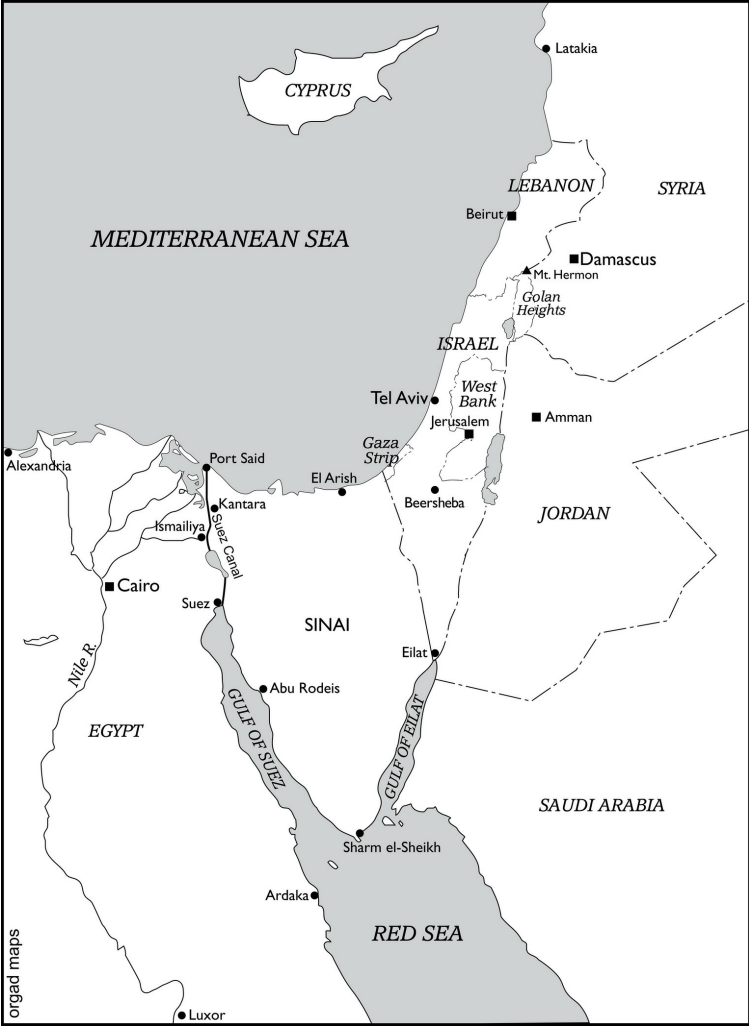 Latakia
CYPRUS
LEBANON
SYRIA
Beirut
MEDITERRANEAN SEA
Damascus
Mt. Hermon
Golan
Heights
ISRAEL
West
Bank
Tel Aviv
Jerusalem
Amman
Gaza
Strip
Alexandria
Port Said
El Arish
Kantara
Beersheba
JORDAN
Ismailiya
Suez Canal
Cairo
Suez
SINAI
Eilat
Nile R.
Abu Rodeis
EGYPT
GULF OF SUEZ
GULF OF EILAT
SAUDI ARABIA
Sharm el-Sheikh
Ardaka
RED SEA
orgad maps
Luxor